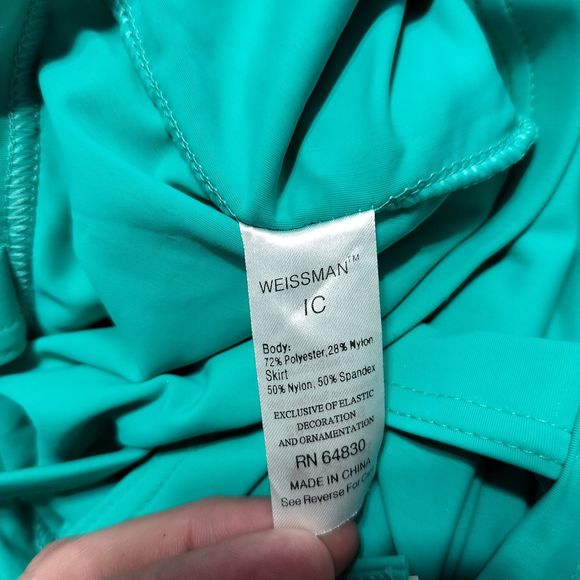 WEISSMAN™
IC
Body:
72% Polyester, 28% Nylon
Skirt
50% Nylon, 50% Spandex
EXCLUSIVE OF ELASTIC
DECORATION
AND ORNAMENTATION
RN 64830
MADE IN CHINA
See Reverse For